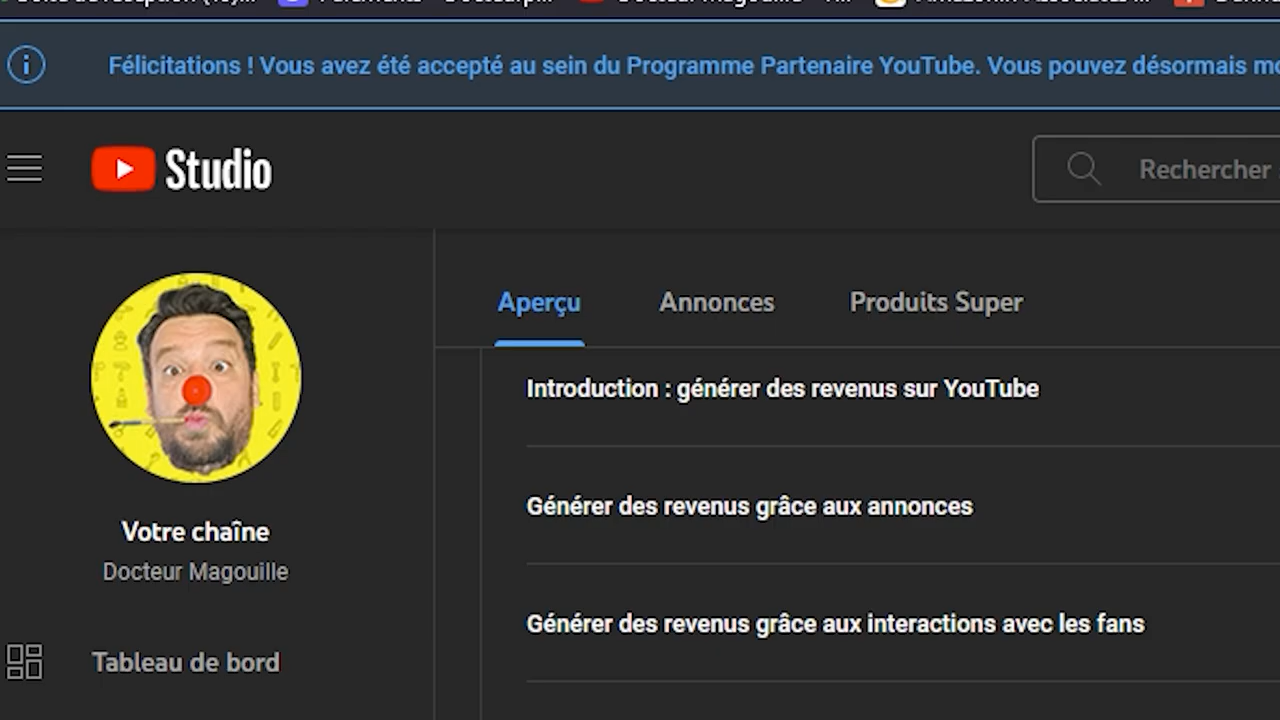 Félicitations ! Vous avez été accepté au sein du Programme Partenaire YouTube. Vous pouvez désormais
Studio
Rechercher
Aperçu Annonces Produits Super
Introduction : générer des revenus sur YouTube
Générer des revenus grâce aux annonces
Votre chaîne
Docteur Magouille
Générer des revenus grâce aux interactions avec les fans
Tableau de bord